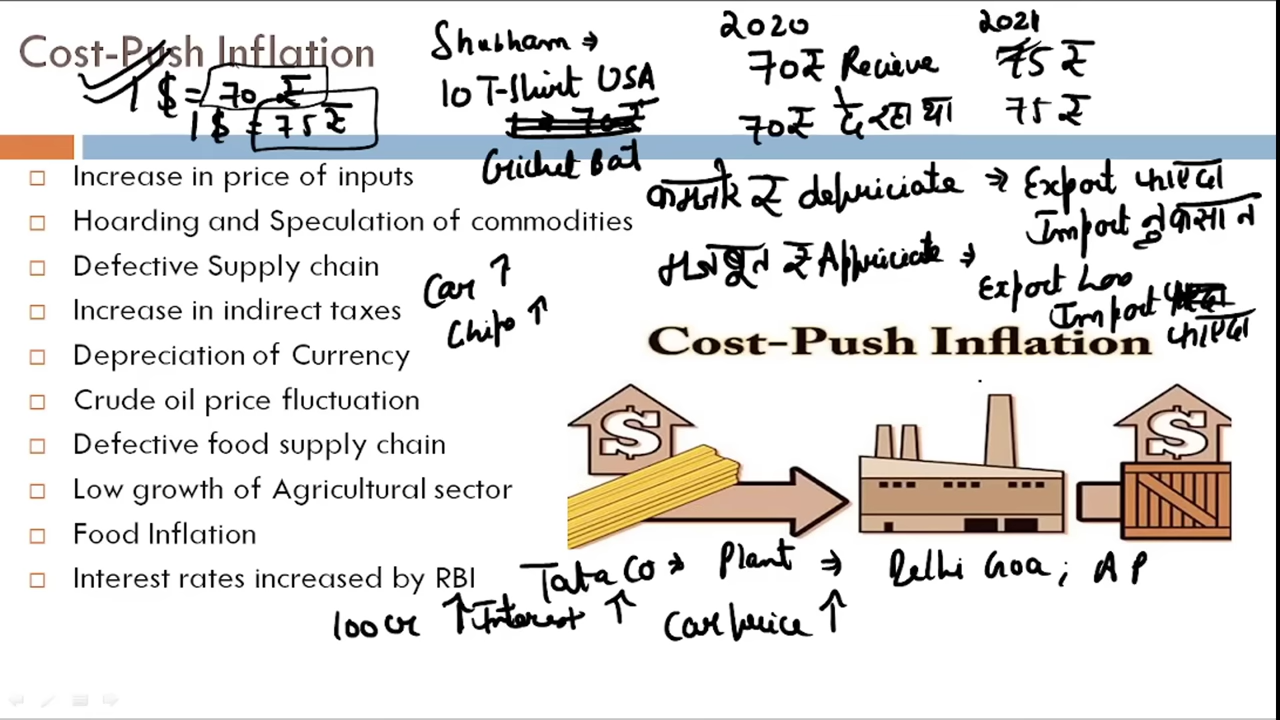 Cost-Push Inflation
1 $ = 70 ₹
1 $ = 75 ₹
Shubham →
10 T-Shirt USA
Cricket Bat
2020
2021
70₹ Recieve
75 ₹
70₹ दे रहा था
75 ₹
कमजोर ₹ depriciate → Export फायदा
Import नुकसान
मजबूत ₹ Appriciate →
Export Loss
Import
फायदा
Increase in price of inputs
Hoarding and Speculation of commodities
Defective Supply chain
Increase in indirect taxes
Depreciation of Currency
Crude oil price fluctuation
Defective food supply chain
Low growth of Agricultural sector
Food Inflation
Interest rates increased by RBI
Car ↑
Chips ↑
Cost-Push Inflation
$
$
Tata Co → Plant ⇒ Delhi Goa; AP
100 cr ↑ Interest ↑ Car price ↑